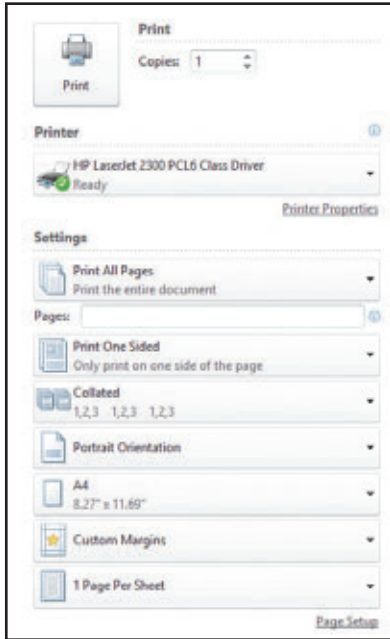 Print
Copies: 1
Print
Printer
HP LaserJet 2300 PCL6 Class Driver
Ready
Printer Properties
Settings
Print All Pages
Print the entire document
Pages:
Print One Sided
Only print on one side of the page
Collated
1,2,3 1,2,3 1,2,3
Portrait Orientation
A4
8.27" x 11.69"
Custom Margins
1 Page Per Sheet
Page Setup